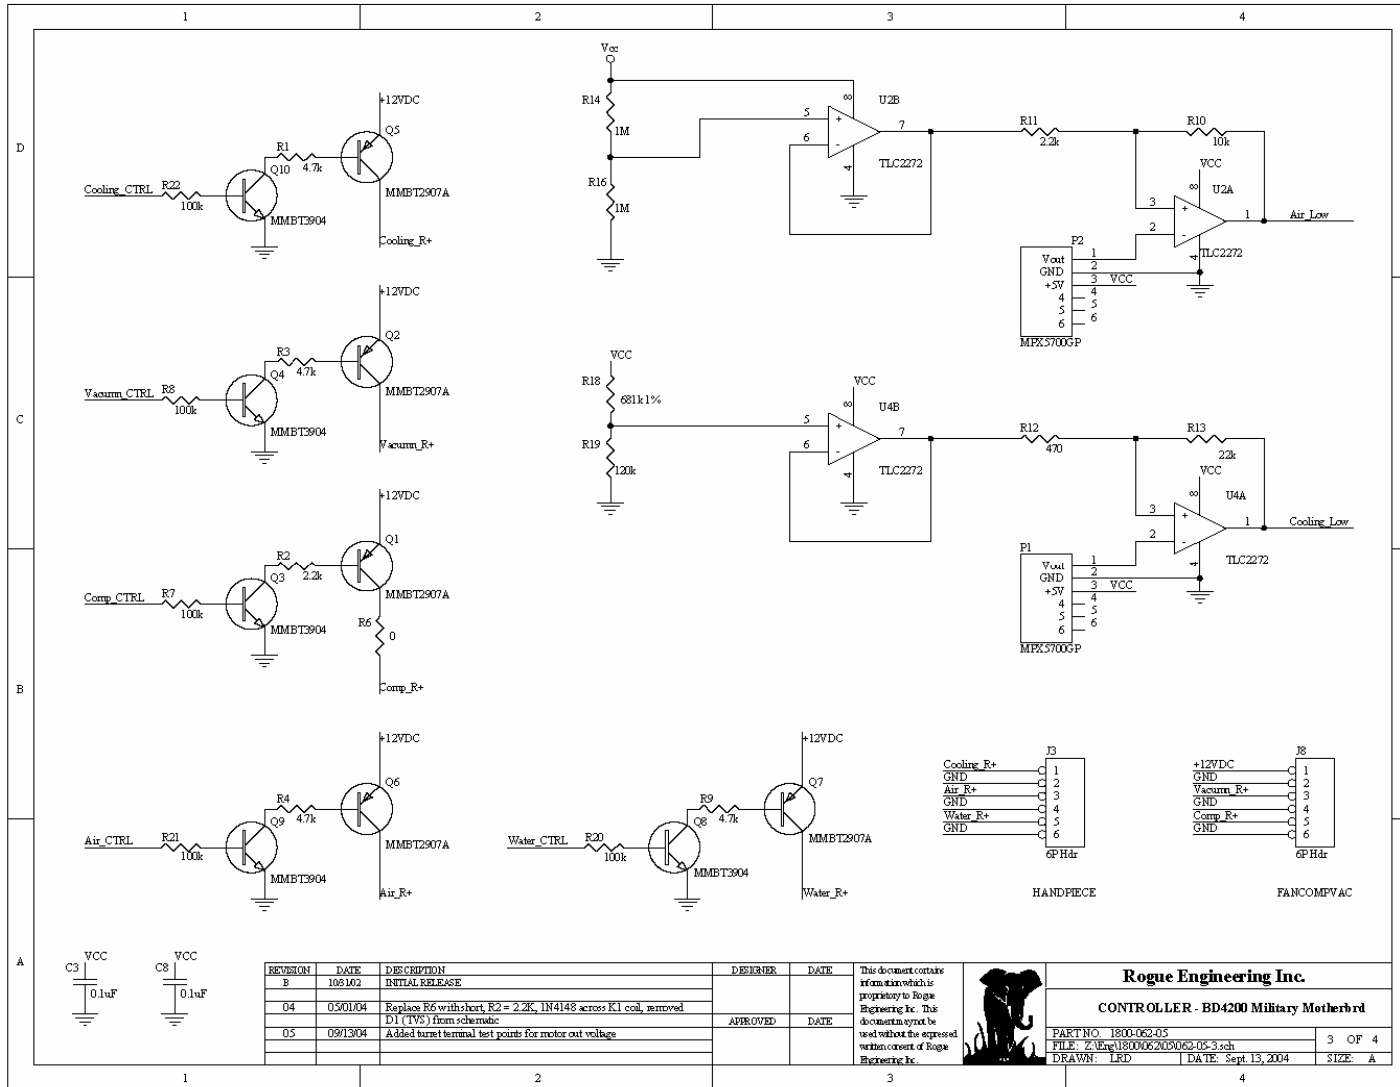 1 2 3 4
D
C
B
A
+12VDC
Q5
R1
4.7k
Q10
Cooling_CTRL
R22
100k
MMBT3904
MMBT2907A
Cooling_R+
+12VDC
Q2
R3
4.7k
Q4
Vacumn_CTRL
R8
100k
MMBT3904
MMBT2907A
Vacumn_R+
+12VDC
Q1
R2
2.2k
Q3
Comp_CTRL
R7
100k
MMBT3904
MMBT2907A
R6
0
Comp_R+
+12VDC
Q6
R4
4.7k
Q9
Air_CTRL
R21
100k
MMBT3904
MMBT2907A
Air_R+
+12VDC
Q7
R9
4.7k
Q8
Water_CTRL
R20
100k
MMBT3904
MMBT2907A
Water_R+
Vcc
R14
1M
R16
1M
8
U2B
5
6
+
-
7
4
TLC2272
R11
2.2k
R10
10k
VCC
8
U2A
3
2
+
-
1
4
TLC2272
Air_Low
P2
Vout 1
GND 2
+5V 3 VCC
4 4
5 5
6 6
MPX5700GP
VCC
R18
681k 1%
R19
120k
VCC
8
U4B
5
6
+
-
7
4
TLC2272
R12
470
R13
22k
VCC
8
U4A
3
2
+
-
1
4
TLC2272
Cooling_Low
P1
Vout 1
GND 2
+5V 3 VCC
4 4
5 5
6 6
MPX5700GP
J3
Cooling_R+ 1
GND 2
Air_R+ 3
GND 4
Water_R+ 5
GND 6
6P Hdr
HANDPIECE
J8
+12VDC 1
GND 2
Vacumn_R+ 3
GND 4
Comp_R+ 5
GND 6
6P Hdr
FANCOMPVAC
VCC
C3
0.1uF
VCC
C8
0.1uF
REVISION DATE DESCRIPTION DESIGNER DATE
B 10/31/02 INITIAL RELEASE
04 05/01/04 Replace R6 with short, R2 = 2.2K, 1N4148 across K1 coil, removed
D1 (TVS) from schematic APPROVED DATE
05 09/13/04 Added turret terminal test points for motor out voltage
This document contains
information which is
proprietary to Rogue
Engineering Inc. This
document may not be
used without the expressed
written consent of Rogue
Engineering Inc.
Rogue Engineering Inc.
CONTROLLER - BD4200 Military Motherbrd
PART NO. 1800-062-05
FILE: Z:\Eng\1800\062\05\062-05-3.sch
3 OF 4
DRAWN: LRD DATE: Sept. 13, 2004 SIZE: A
1 2 3 4